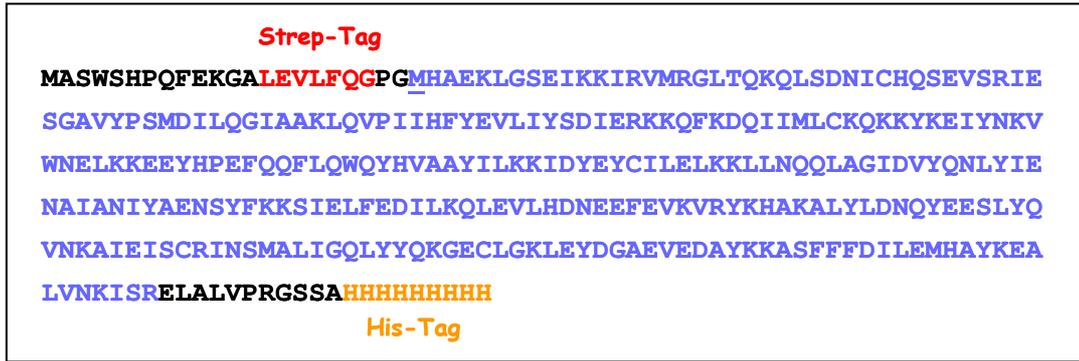 Strep-Tag
MASWSHPQFEKGALEVLFQGPGMHAEKLGSEIKKIRVMRGLTQKQLSDNICHQSEVSRIE
SGAVYPSMDILQGIAAKLQVPIIHFYEVLIYSDIERKKQFKDQIIMLCKQKKYKEIYNKV
WNELKKEEYHPEFQQFLQWQYHVAAYILKKIDYEYCILELKKLLNQQLAGIDVYQNLYIE
NAIANIYAENSYFKKSIELFEDILKQLEVLHDNEEFEVKVRYKHAKALYLDNQYEESLYQ
VNKAIEISCRINSMALIGQLYYQKGECLGKLEYDGAEVEDAYKKASFFFDILEMHAYKEA
LVNKISRELALVPRGSSAHHHHHHHHH
His-Tag